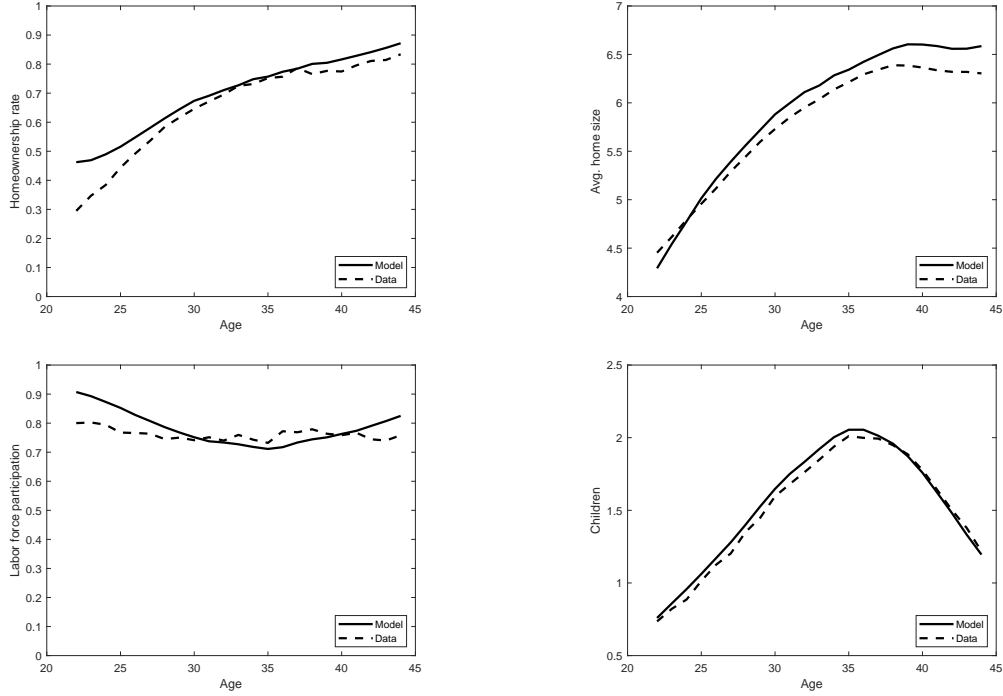 Homeownership rate
1
0.9
0.8
0.7
0.6
0.5
0.4
0.3
0.2
0.1
0
20 25 30 35 40 45
Age
Model
Data
Avg. home size
7
6.5
6
5.5
5
4.5
4
20 25 30 35 40 45
Age
Model
Data
Labor force participation
1
0.9
0.8
0.7
0.6
0.5
0.4
0.3
0.2
0.1
0
20 25 30 35 40 45
Age
Model
Data
Children
2.5
2
1.5
1
0.5
20 25 30 35 40 45
Age
Model
Data